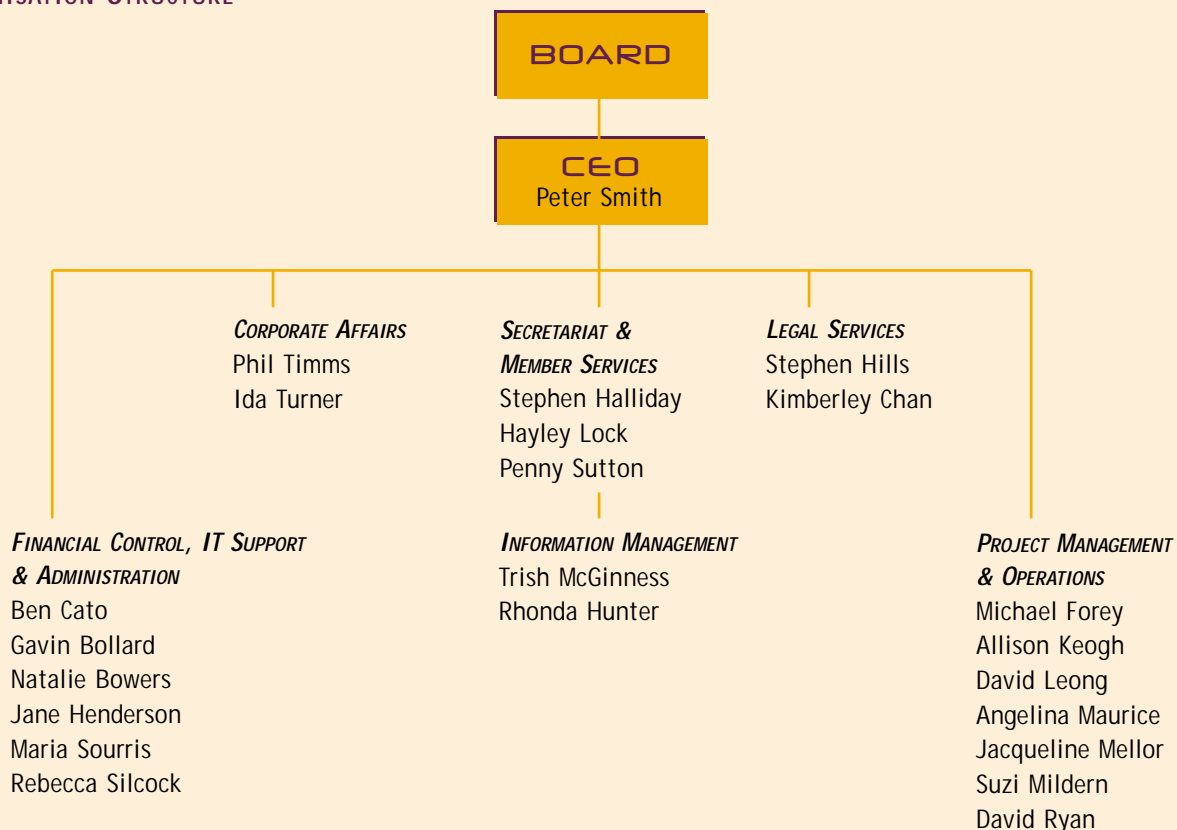 BOARD
CEO
Peter Smith
CORPORATE AFFAIRS
Phil Timms
Ida Turner
SECRETARIAT &
MEMBER SERVICES
Stephen Halliday
Hayley Lock
Penny Sutton
LEGAL SERVICES
Stephen Hills
Kimberley Chan
FINANCIAL CONTROL, IT SUPPORT
& ADMINISTRATION
Ben Cato
Gavin Bollard
Natalie Bowers
Jane Henderson
Maria Sourris
Rebecca Silcock
INFORMATION MANAGEMENT
Trish McGinness
Rhonda Hunter
PROJECT MANAGEMENT
& OPERATIONS
Michael Forey
Allison Keogh
David Leong
Angelina Maurice
Jacqueline Mellor
Suzi Mildern
David Ryan